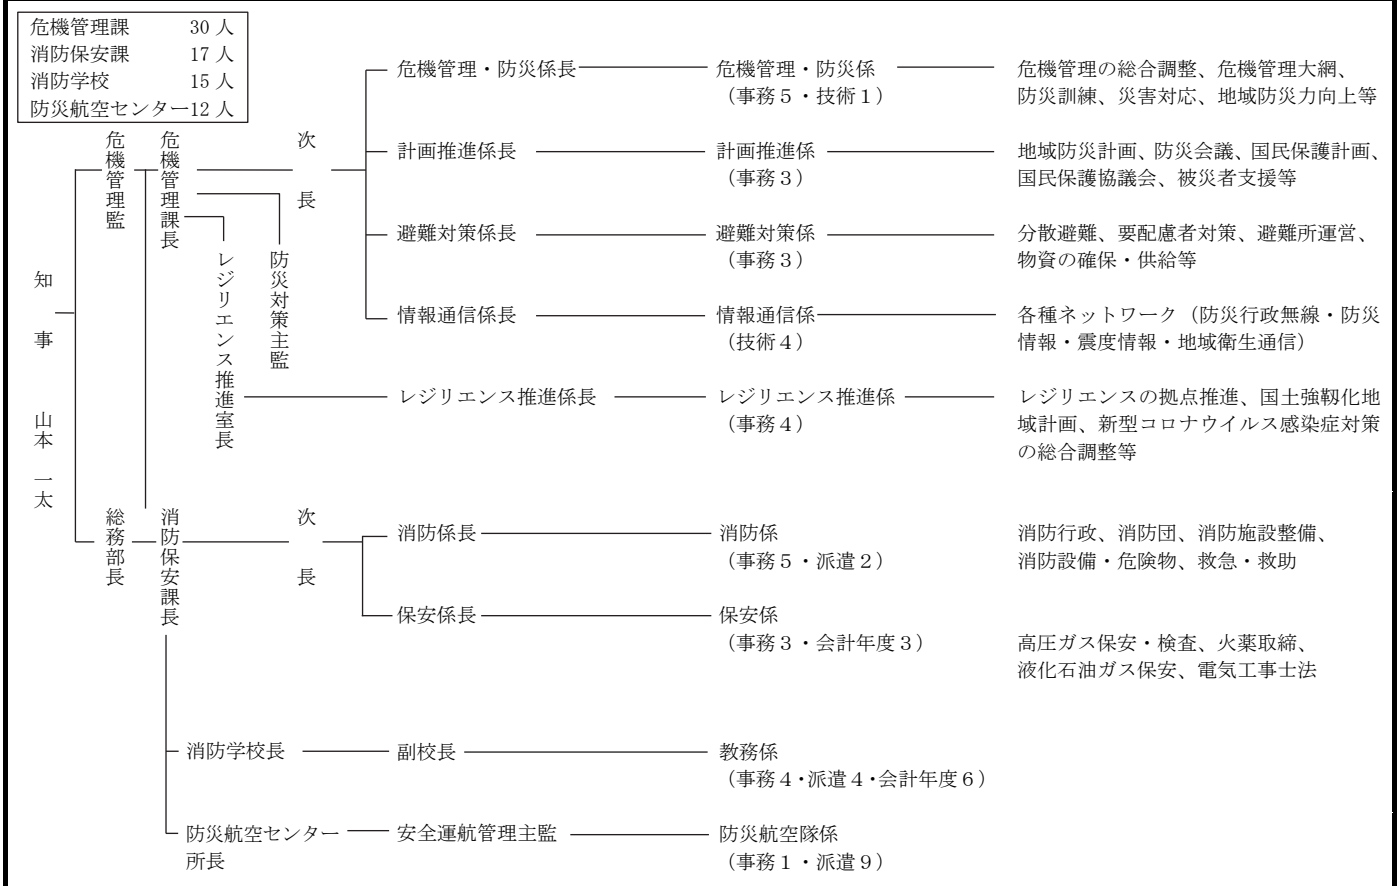 危機管理課 30 人
消防保安課 17 人
消防学校 15 人
防災航空センター12 人
知事 山本 一太
危機管理監
危機管理課長
次長
防災対策主監
レジリエンス推進室長
危機管理・防災係長
危機管理・防災係
（事務５・技術１）
危機管理の総合調整、危機管理大網、
防災訓練、災害対応、地域防災力向上等
計画推進係長
計画推進係
（事務３）
地域防災計画、防災会議、国民保護計画、
国民保護協議会、被災者支援等
避難対策係長
避難対策係
（事務３）
分散避難、要配慮者対策、避難所運営、
物資の確保・供給等
情報通信係長
情報通信係
（技術４）
各種ネットワーク（防災行政無線・防災
情報・震度情報・地域衛生通信）
レジリエンス推進係長
レジリエンス推進係
（事務４）
レジリエンスの拠点推進、国土強靱化地
域計画、新型コロナウイルス感染症対策
の総合調整等
総務部長
消防保安課長
次長
消防係長
消防係
（事務５・派遣２）
消防行政、消防団、消防施設整備、
消防設備・危険物、救急・救助
保安係長
保安係
（事務３・会計年度３）
高圧ガス保安・検査、火薬取締、
液化石油ガス保安、電気工事士法
消防学校長
副校長
教務係
（事務４・派遣４・会計年度６）
防災航空センター
所長
安全運航管理主監
防災航空隊係
（事務１・派遣９）